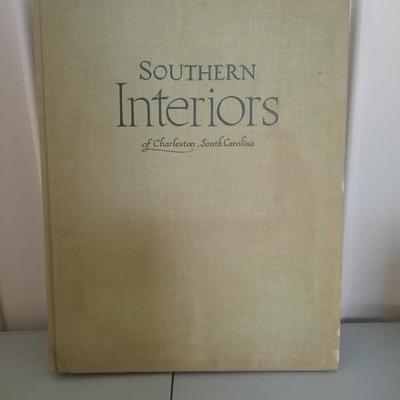 SOUTHERN
Interiors
of Charleston, South Carolina